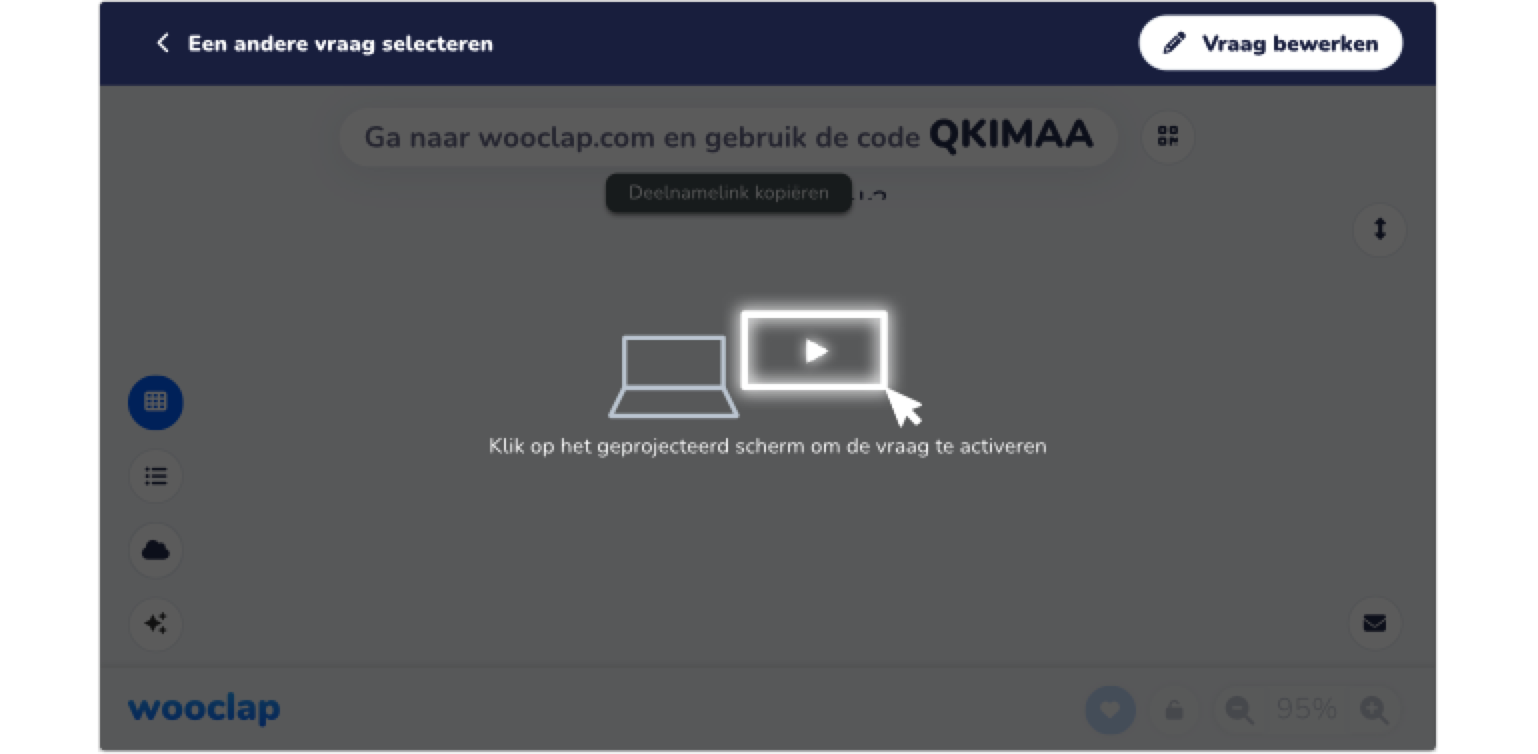 Een andere vraag selecteren
Vraag bewerken
Ga naar wooclap.com en gebruik de code QKIMAA
Deelnamelink kopiëren
Klik op het geprojecteerd scherm om de vraag te activeren
wooclap
95%